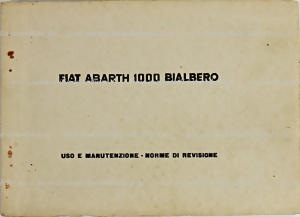 FIAT ABARTH 1000 BIALBERO
USO E MANUTENZIONE - NORME DI REVISIONE